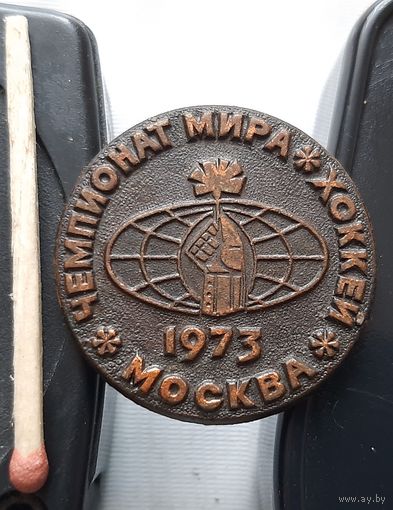 ЧЕМПИОНАТ МИРА * ХОККЕЙ *
1973
* МОСКВА
www.ay.by